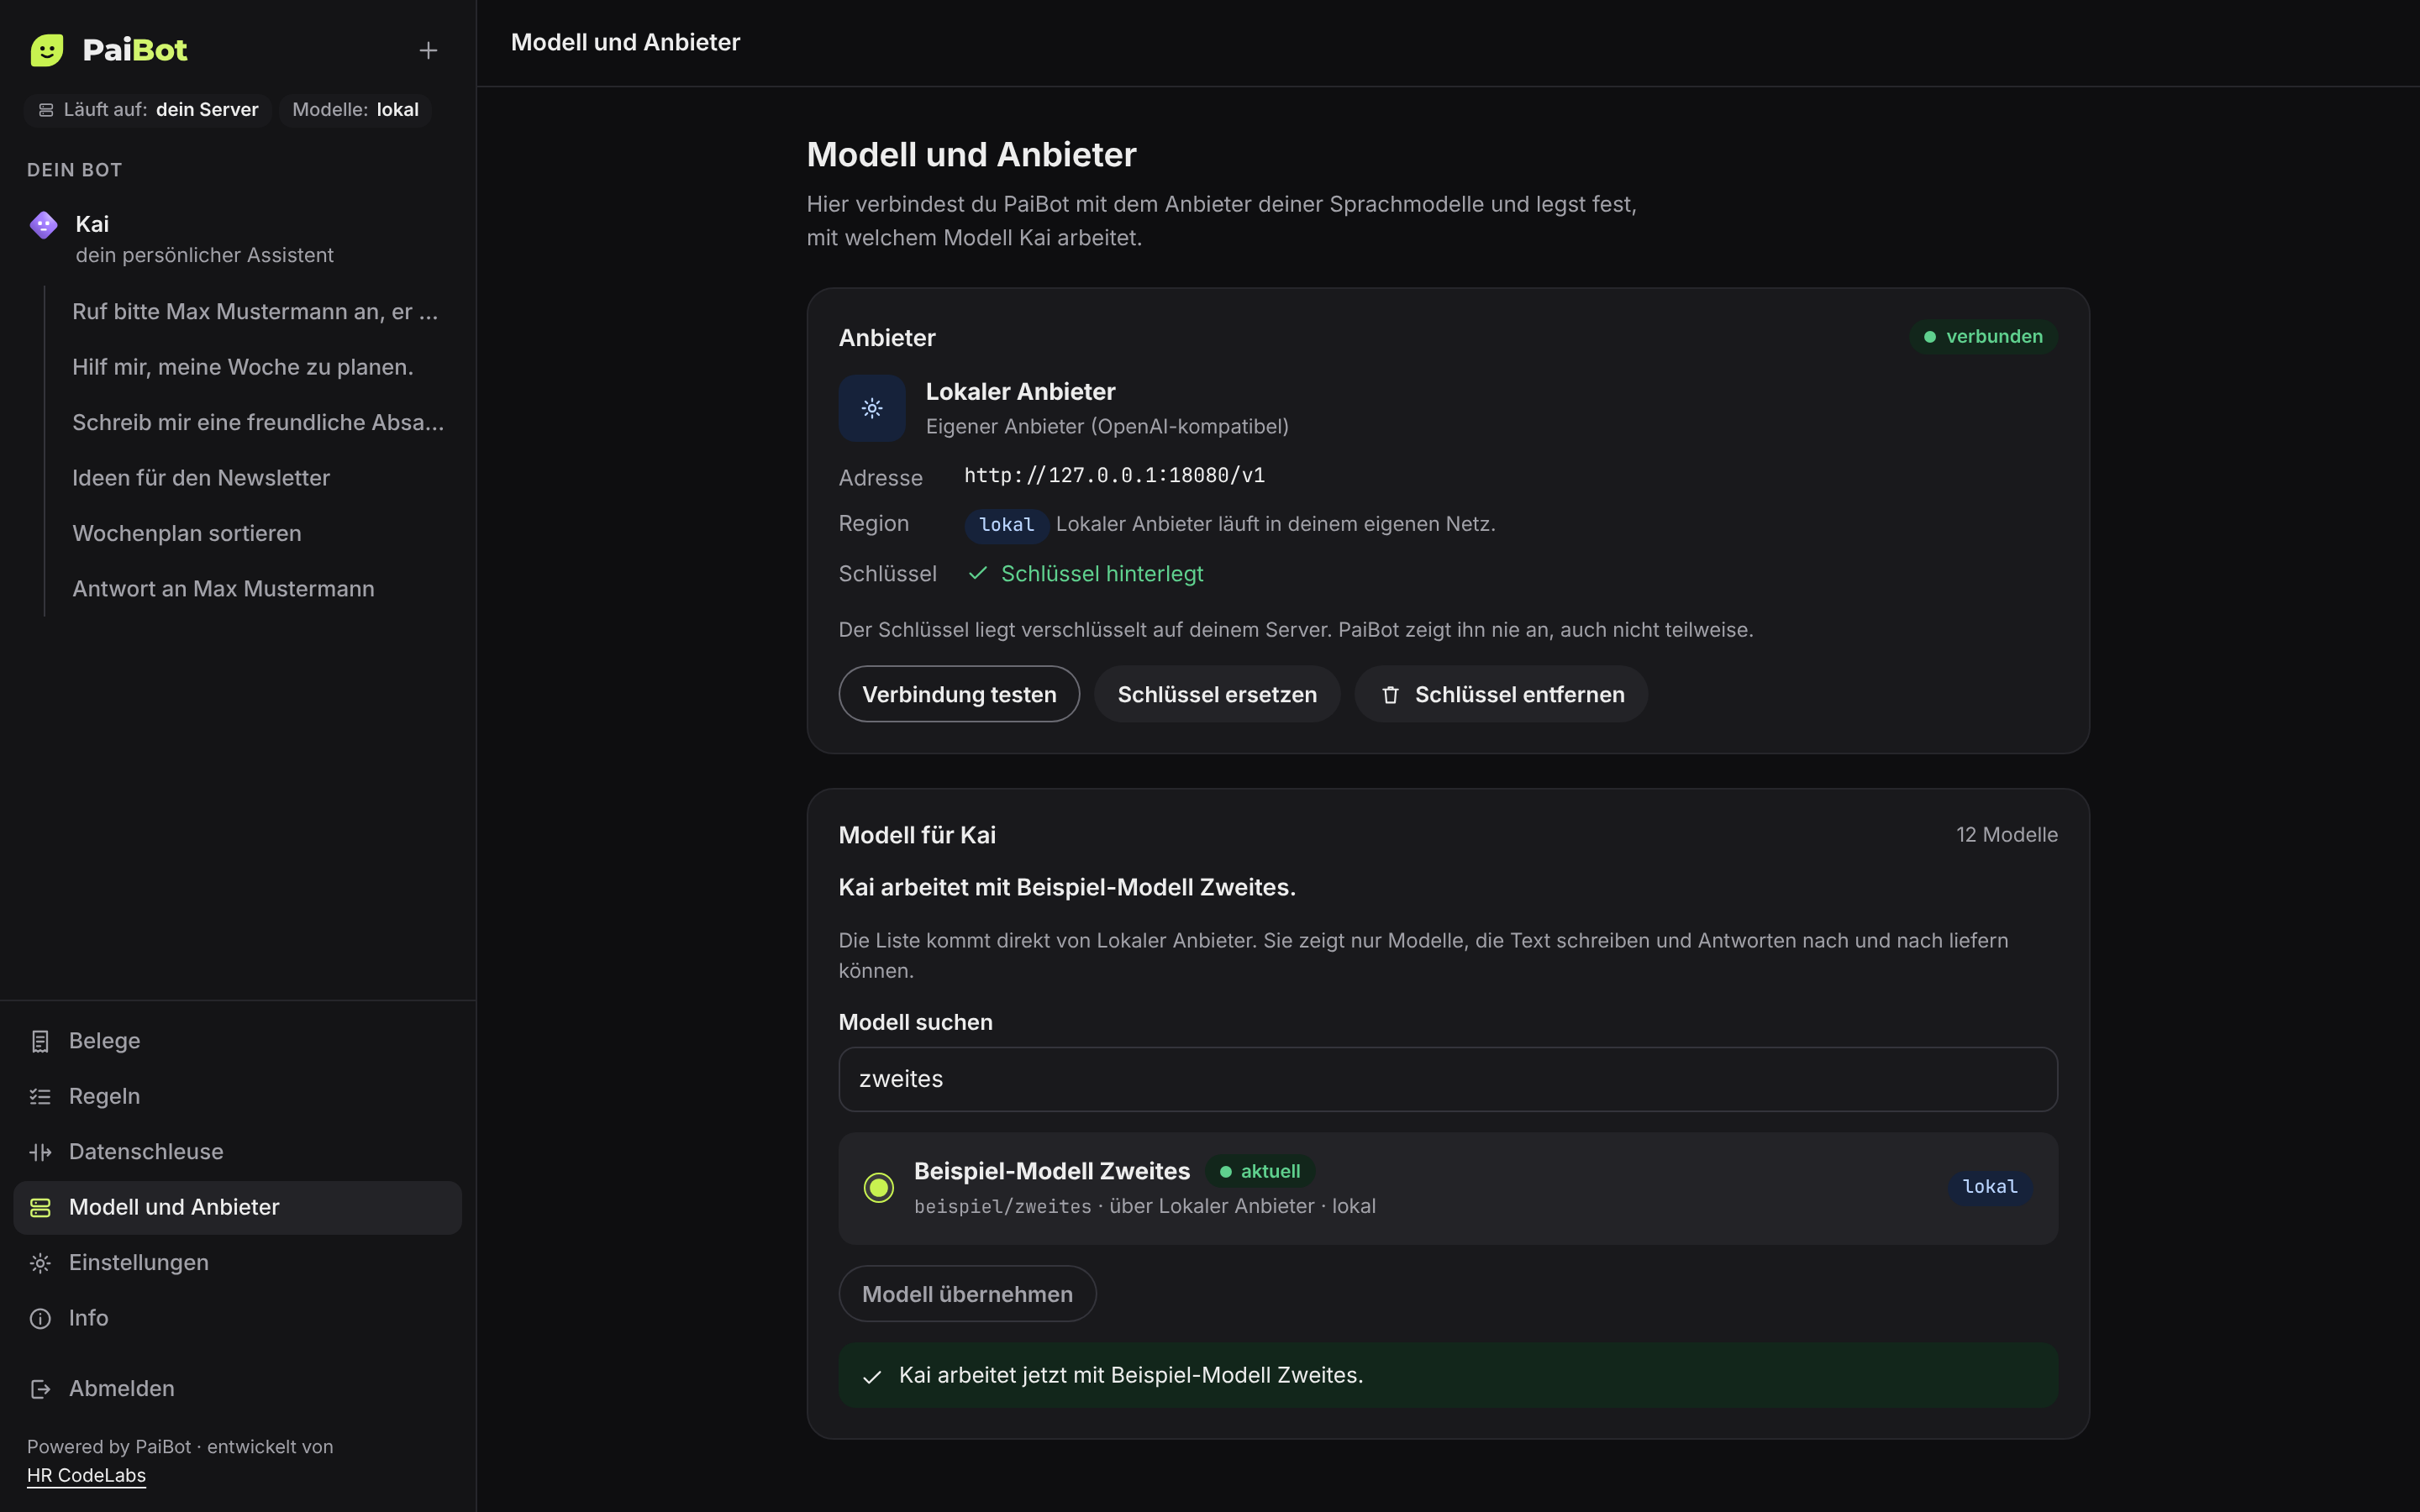 PaiBot
Läuft auf: dein Server
Modelle: lokal
DEIN BOT
Kai
dein persönlicher Assistent
Ruf bitte Max Mustermann an, er ...
Hilf mir, meine Woche zu planen.
Schreib mir eine freundliche Absa...
Ideen für den Newsletter
Wochenplan sortieren
Antwort an Max Mustermann
Belege
Regeln
Datenschleuse
Modell und Anbieter
Einstellungen
Info
Abmelden
Powered by PaiBot · entwickelt von
HR CodeLabs
Modell und Anbieter
Modell und Anbieter
Hier verbindest du PaiBot mit dem Anbieter deiner Sprachmodelle und legst fest,
mit welchem Modell Kai arbeitet.
Anbieter
verbunden
Lokaler Anbieter
Eigener Anbieter (OpenAI-kompatibel)
Adresse http://127.0.0.1:18080/v1
Region lokal Lokaler Anbieter läuft in deinem eigenen Netz.
Schlüssel Schlüssel hinterlegt
Der Schlüssel liegt verschlüsselt auf deinem Server. PaiBot zeigt ihn nie an, auch nicht teilweise.
Verbindung testen
Schlüssel ersetzen
Schlüssel entfernen
Modell für Kai
12 Modelle
Kai arbeitet mit Beispiel-Modell Zweites.
Die Liste kommt direkt von Lokaler Anbieter. Sie zeigt nur Modelle, die Text schreiben und Antworten nach und nach liefern
können.
Modell suchen
zweites
Beispiel-Modell Zweites aktuell
beispiel/zweites · über Lokaler Anbieter · lokal
lokal
Modell übernehmen
Kai arbeitet jetzt mit Beispiel-Modell Zweites.